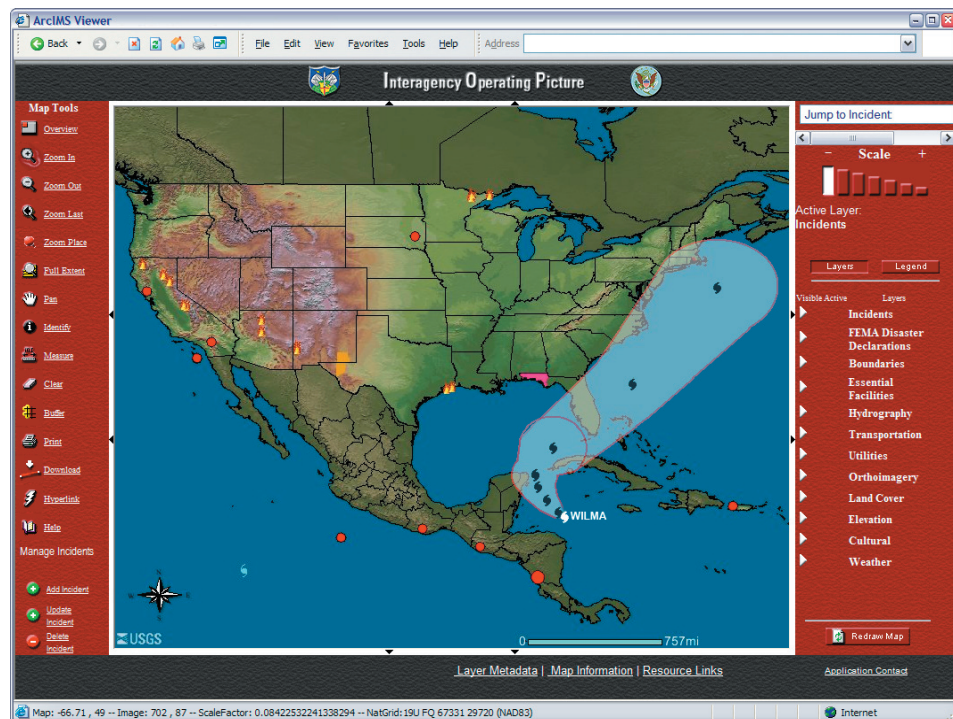 ArcIMS Viewer
Back
File Edit View Favorites Tools Help
Address
Interagency Operating Picture
Map Tools
Overview
Zoom In
Zoom Out
Zoom Last
Zoom Place
Full Extent
Pan
Identify
Measure
Clear
Buffer
Print
Download
Hyperlink
Help
Manage Incidents
Add Incident
Update
Incident
Delete
Incident
WILMA
USGS
0 757mi
Jump to Incident:
− Scale +
Active Layer:
Incidents
Layers Legend
Visible Active Layers
Incidents
FEMA Disaster
Declarations
Boundaries
Essential
Facilities
Hydrography
Transportation
Utilities
Orthoimagery
Land Cover
Elevation
Cultural
Weather
Redraw Map
Layer Metadata | Map Information | Resource Links
Application Contact
Map: -66.71 , 49 -- Image: 702 , 87 -- ScaleFactor: 0.08422532241338294 -- NatGrid: 19U FQ 67331 29720 (NAD83)
Internet